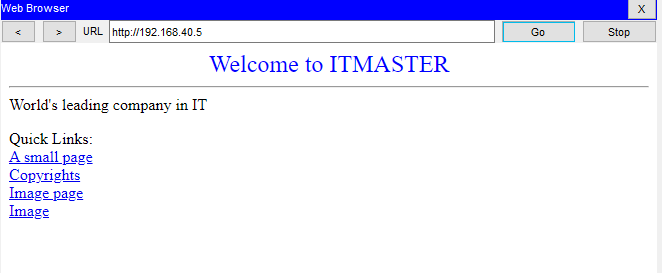 Web Browser X
< > URL http://192.168.40.5 Go Stop
Welcome to ITMASTER
World's leading company in IT
Quick Links:
A small page
Copyrights
Image page
Image